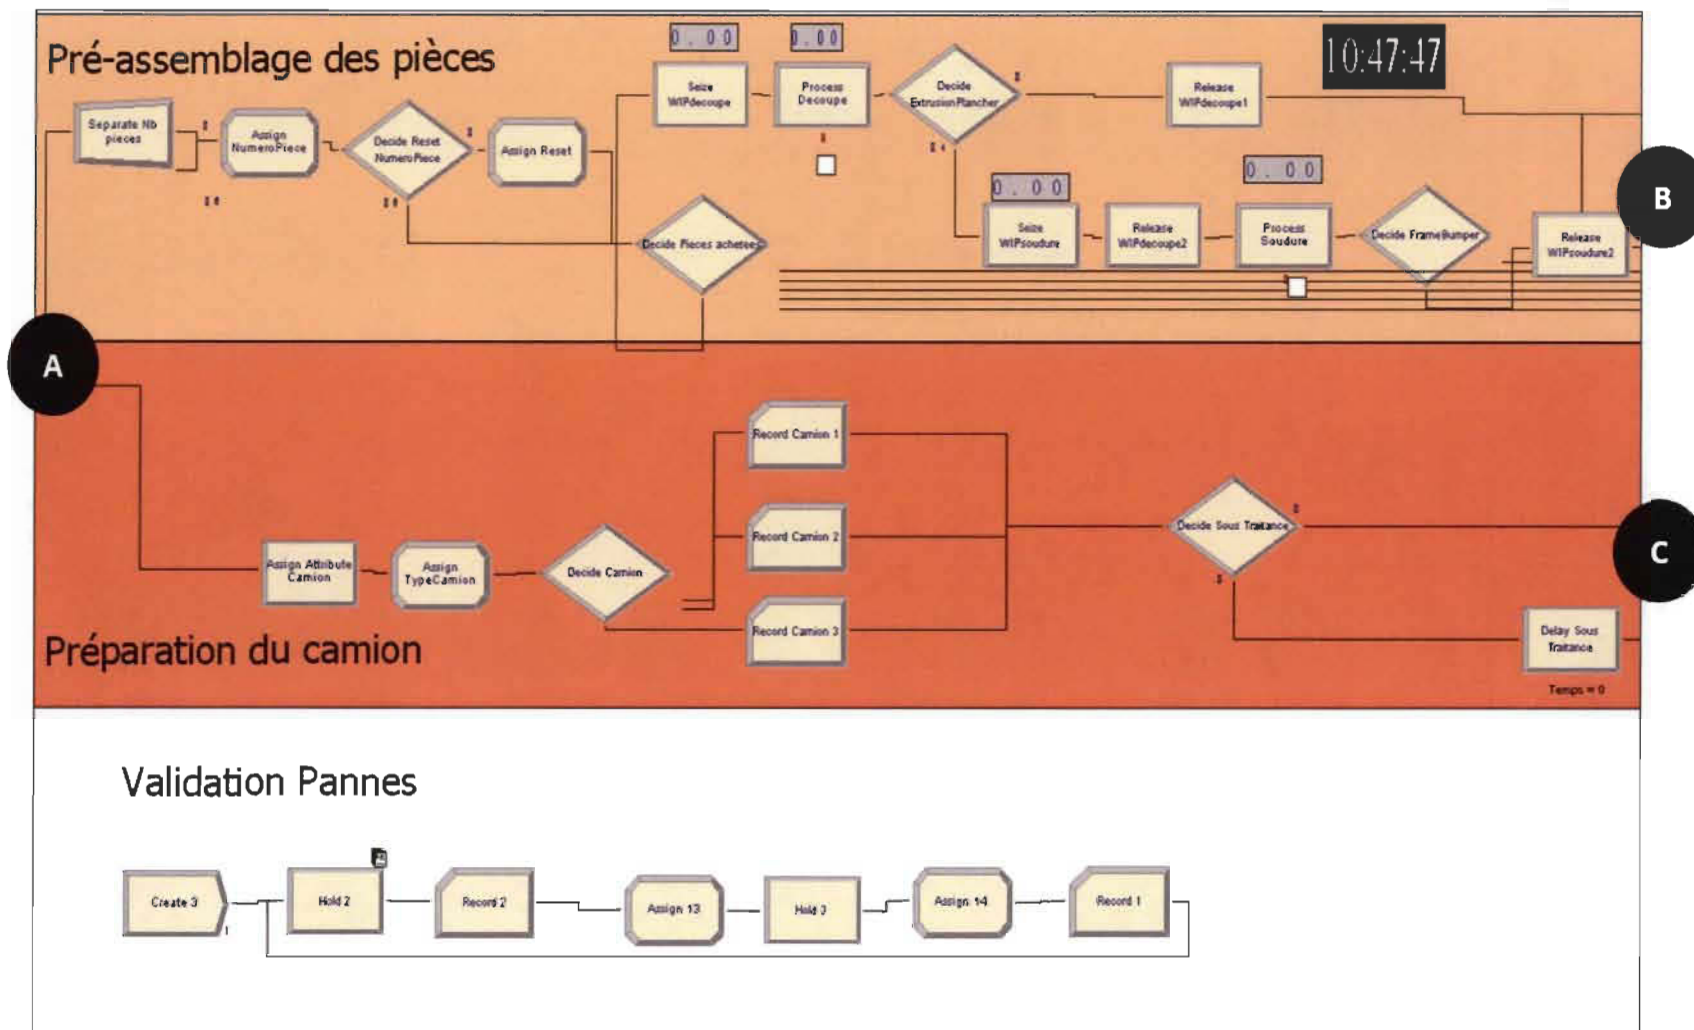 Pré-assemblage des pièces
0.00
0.00
10:47:47
Seize
WIPdecoupe
Process
Decoupe
Decide
ExtrusionPlancher
Release
WIPdecoupe1
Separate Nb
pieces
Assign
NumeroPiece
Decide Reset
NumeroPiece
Assign Reset
0.00
0.00
B
Decide Pieces achetees
Seize
WIPsoudure
Release
WIPdecoupe2
Process
Soudure
Decide FrameBumper
Release
WIPsoudure2
A
Record Camion 1
Decide Sous Traitance
Record Camion 2
C
Assign Attribute
Camion
Assign
TypeCamion
Decide Camion
Record Camion 3
Delay Sous
Traitance
Temps = 0
Préparation du camion
Validation Pannes
Create 3
Hold 2
Record 2
Assign 13
Hold 3
Assign 14
Record 1